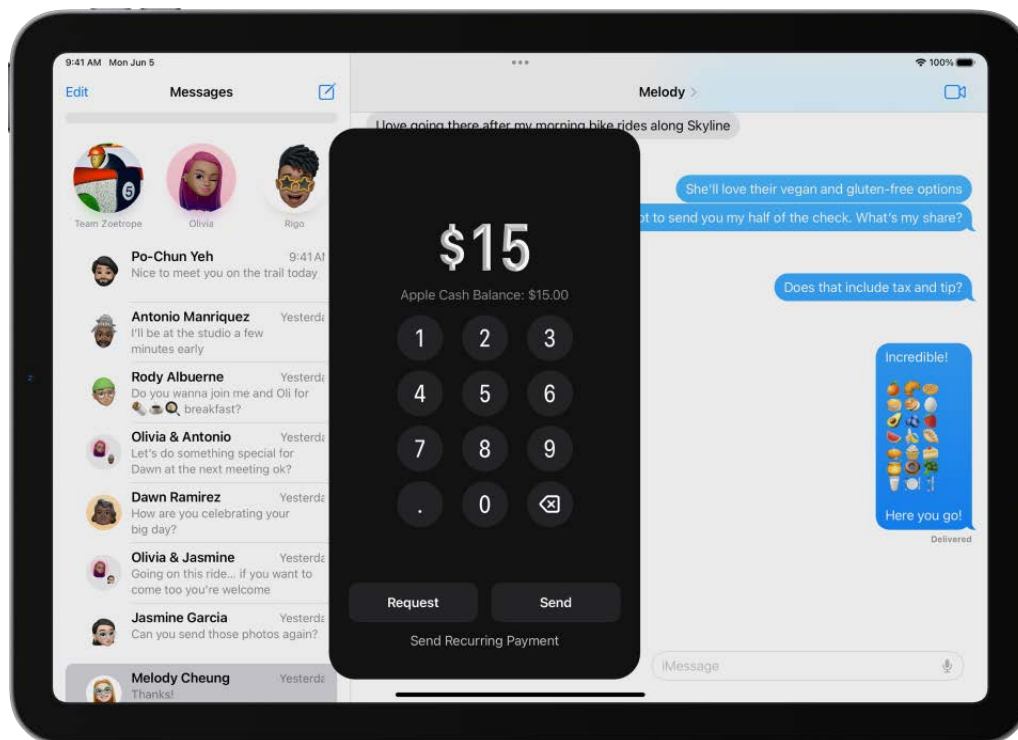 9:41 AM Mon Jun 5
100%
Edit
Messages
Team Zoetrope
Olivia
Rigo
Po-Chun Yeh
9:41 A
Nice to meet you on the trail today
Antonio Manriquez
Yesterda
I'll be at the studio a few
minutes early
Rody Albuerne
Yesterda
Do you wanna join me and Oli for
breakfast?
Olivia & Antonio
Yesterda
Let's do something special for
Dawn at the next meeting ok?
Dawn Ramirez
Yesterda
How are you celebrating your
big day?
Olivia & Jasmine
Yesterda
Going on this ride... if you want to
come too you're welcome
Jasmine Garcia
Yesterda
Can you send those photos again?
Melody Cheung
Yesterda
Thanks!
Melody >
I love going there after my morning bike rides along Skyline
She'll love their vegan and gluten-free options
ot to send you my half of the check. What's my share?
Does that include tax and tip?
Incredible!
Here you go!
Delivered
iMessage
$15
Apple Cash Balance: $15.00
1 2 3
4 5 6
7 8 9
. 0
Request
Send
Send Recurring Payment